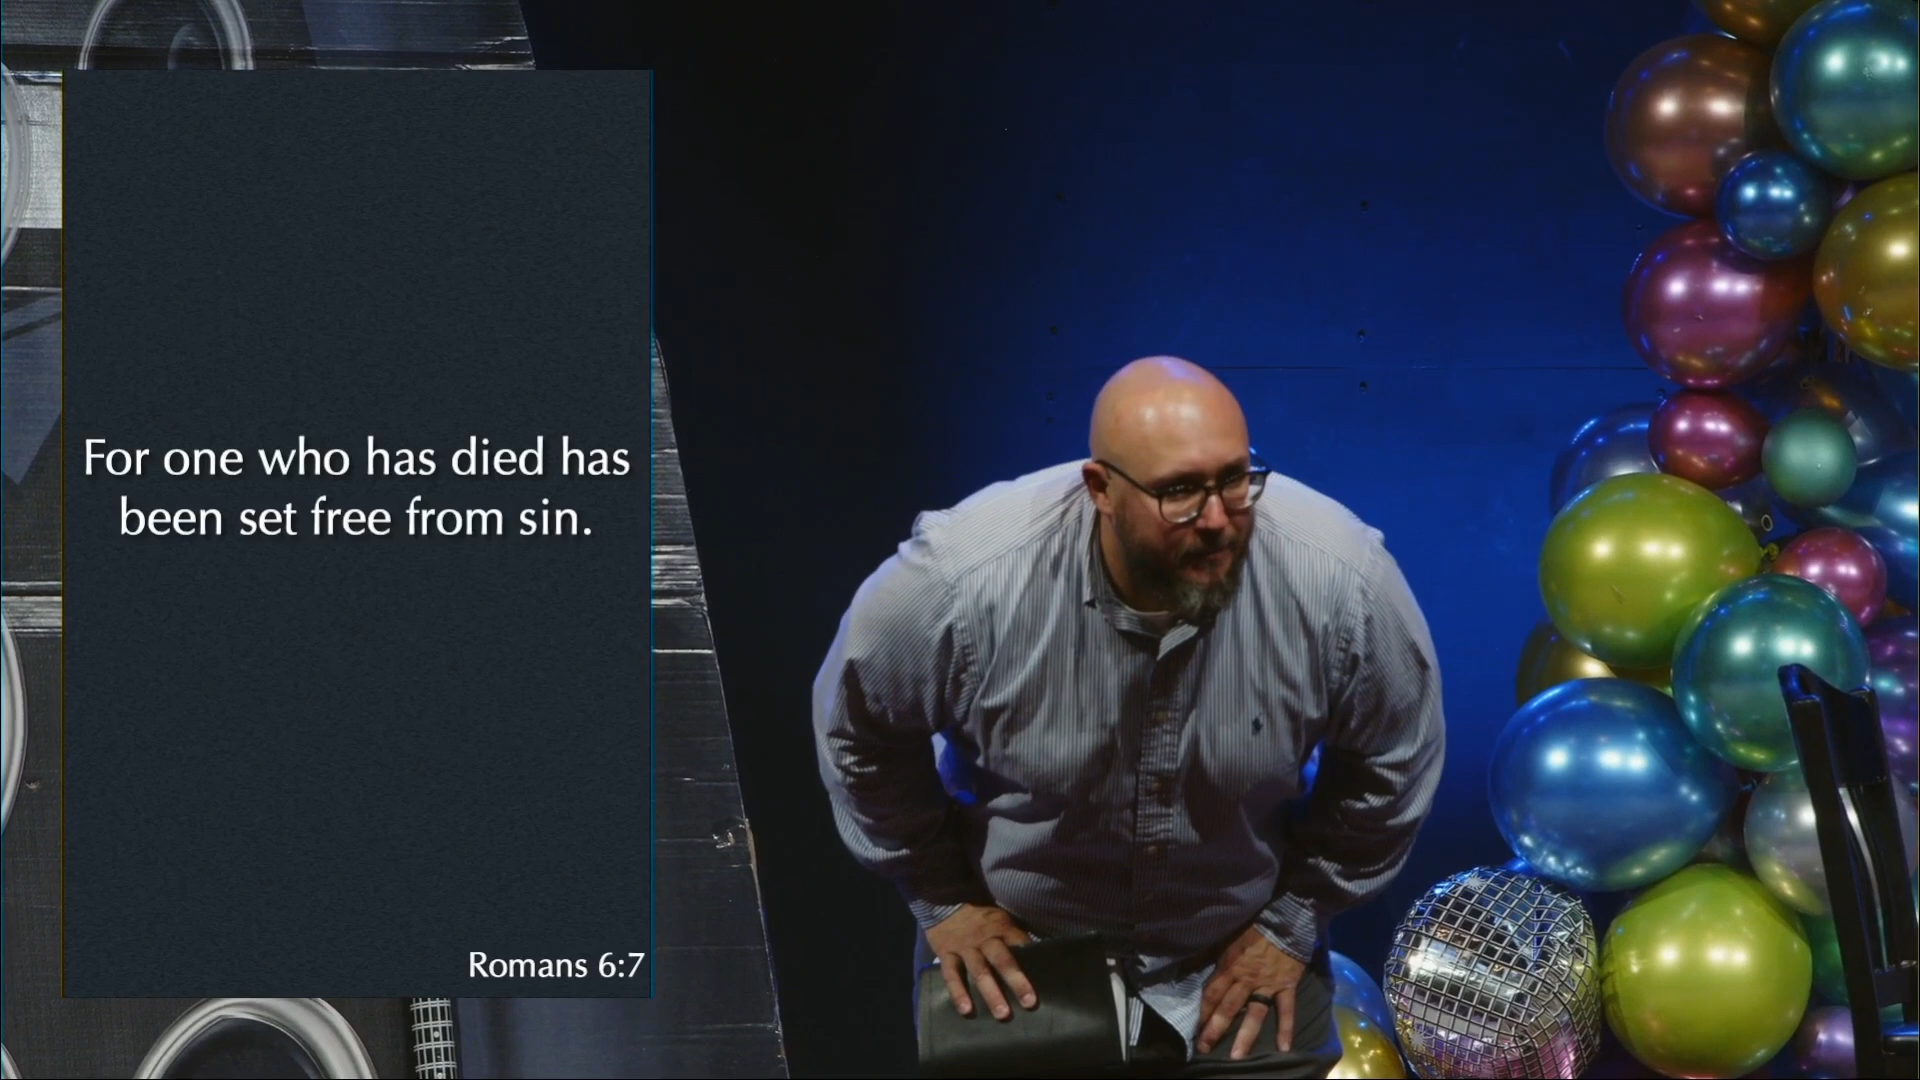 For one who has died has
been set free from sin.
Romans 6:7